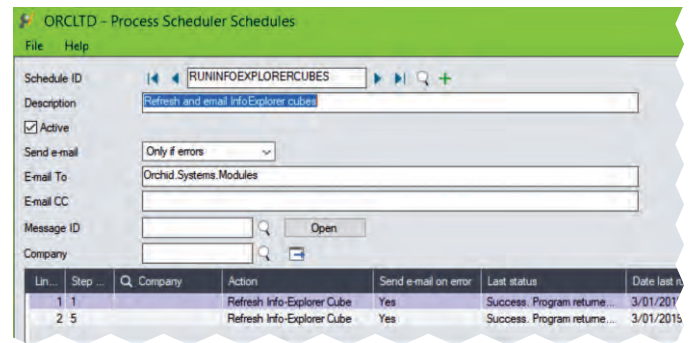 ORCLTD - Process Scheduler Schedules
File Help
Schedule ID RUNINFOEXPLORERCUBES
Description Refresh and email InfoExplorer cubes
Active
Send e-mail Only if errors
E-mail To Orchid.Systems.Modules
E-mail CC
Message ID Open
Company
Lin... Step ... Company Action Send e-mail on error Last status Date last
1 1 Refresh Info-Explorer Cube Yes Success. Program returne...
2 5 Refresh Info-Explorer Cube Yes Success. Program returne... 3/01/2015